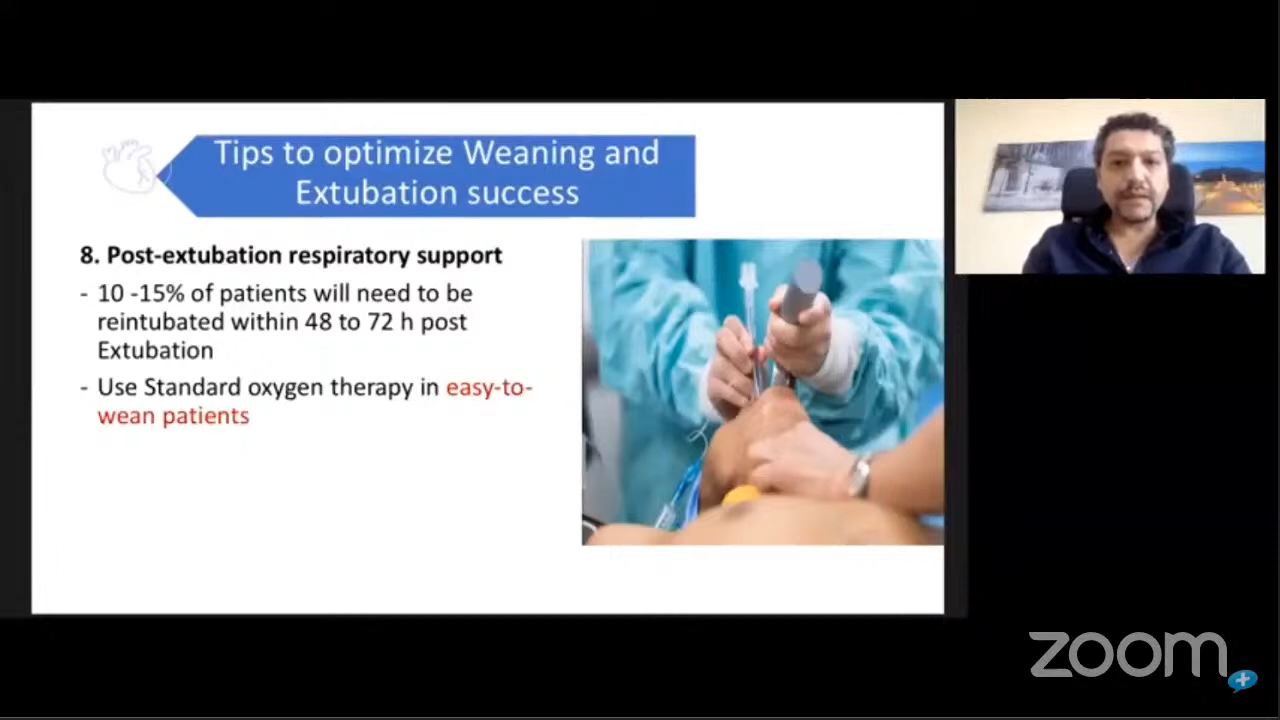 Tips to optimize Weaning and
Extubation success
8. Post-extubation respiratory support
- 10 -15% of patients will need to be
reintubated within 48 to 72 h post
Extubation
- Use Standard oxygen therapy in easy-to-
wean patients
zoom